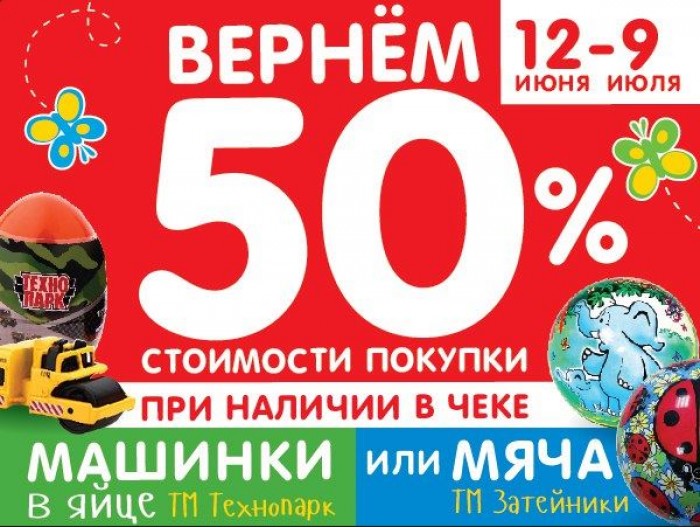 ВЕРНЁМ
12-9
ИЮНЯ ИЮЛЯ
50%
ТЕХНО
ПАРК
СТОИМОСТИ ПОКУПКИ
ПРИ НАЛИЧИИ В ЧЕКЕ
МАШИНКИ или МЯЧА
в яйце ТМ Технопарк ТМ Затейники